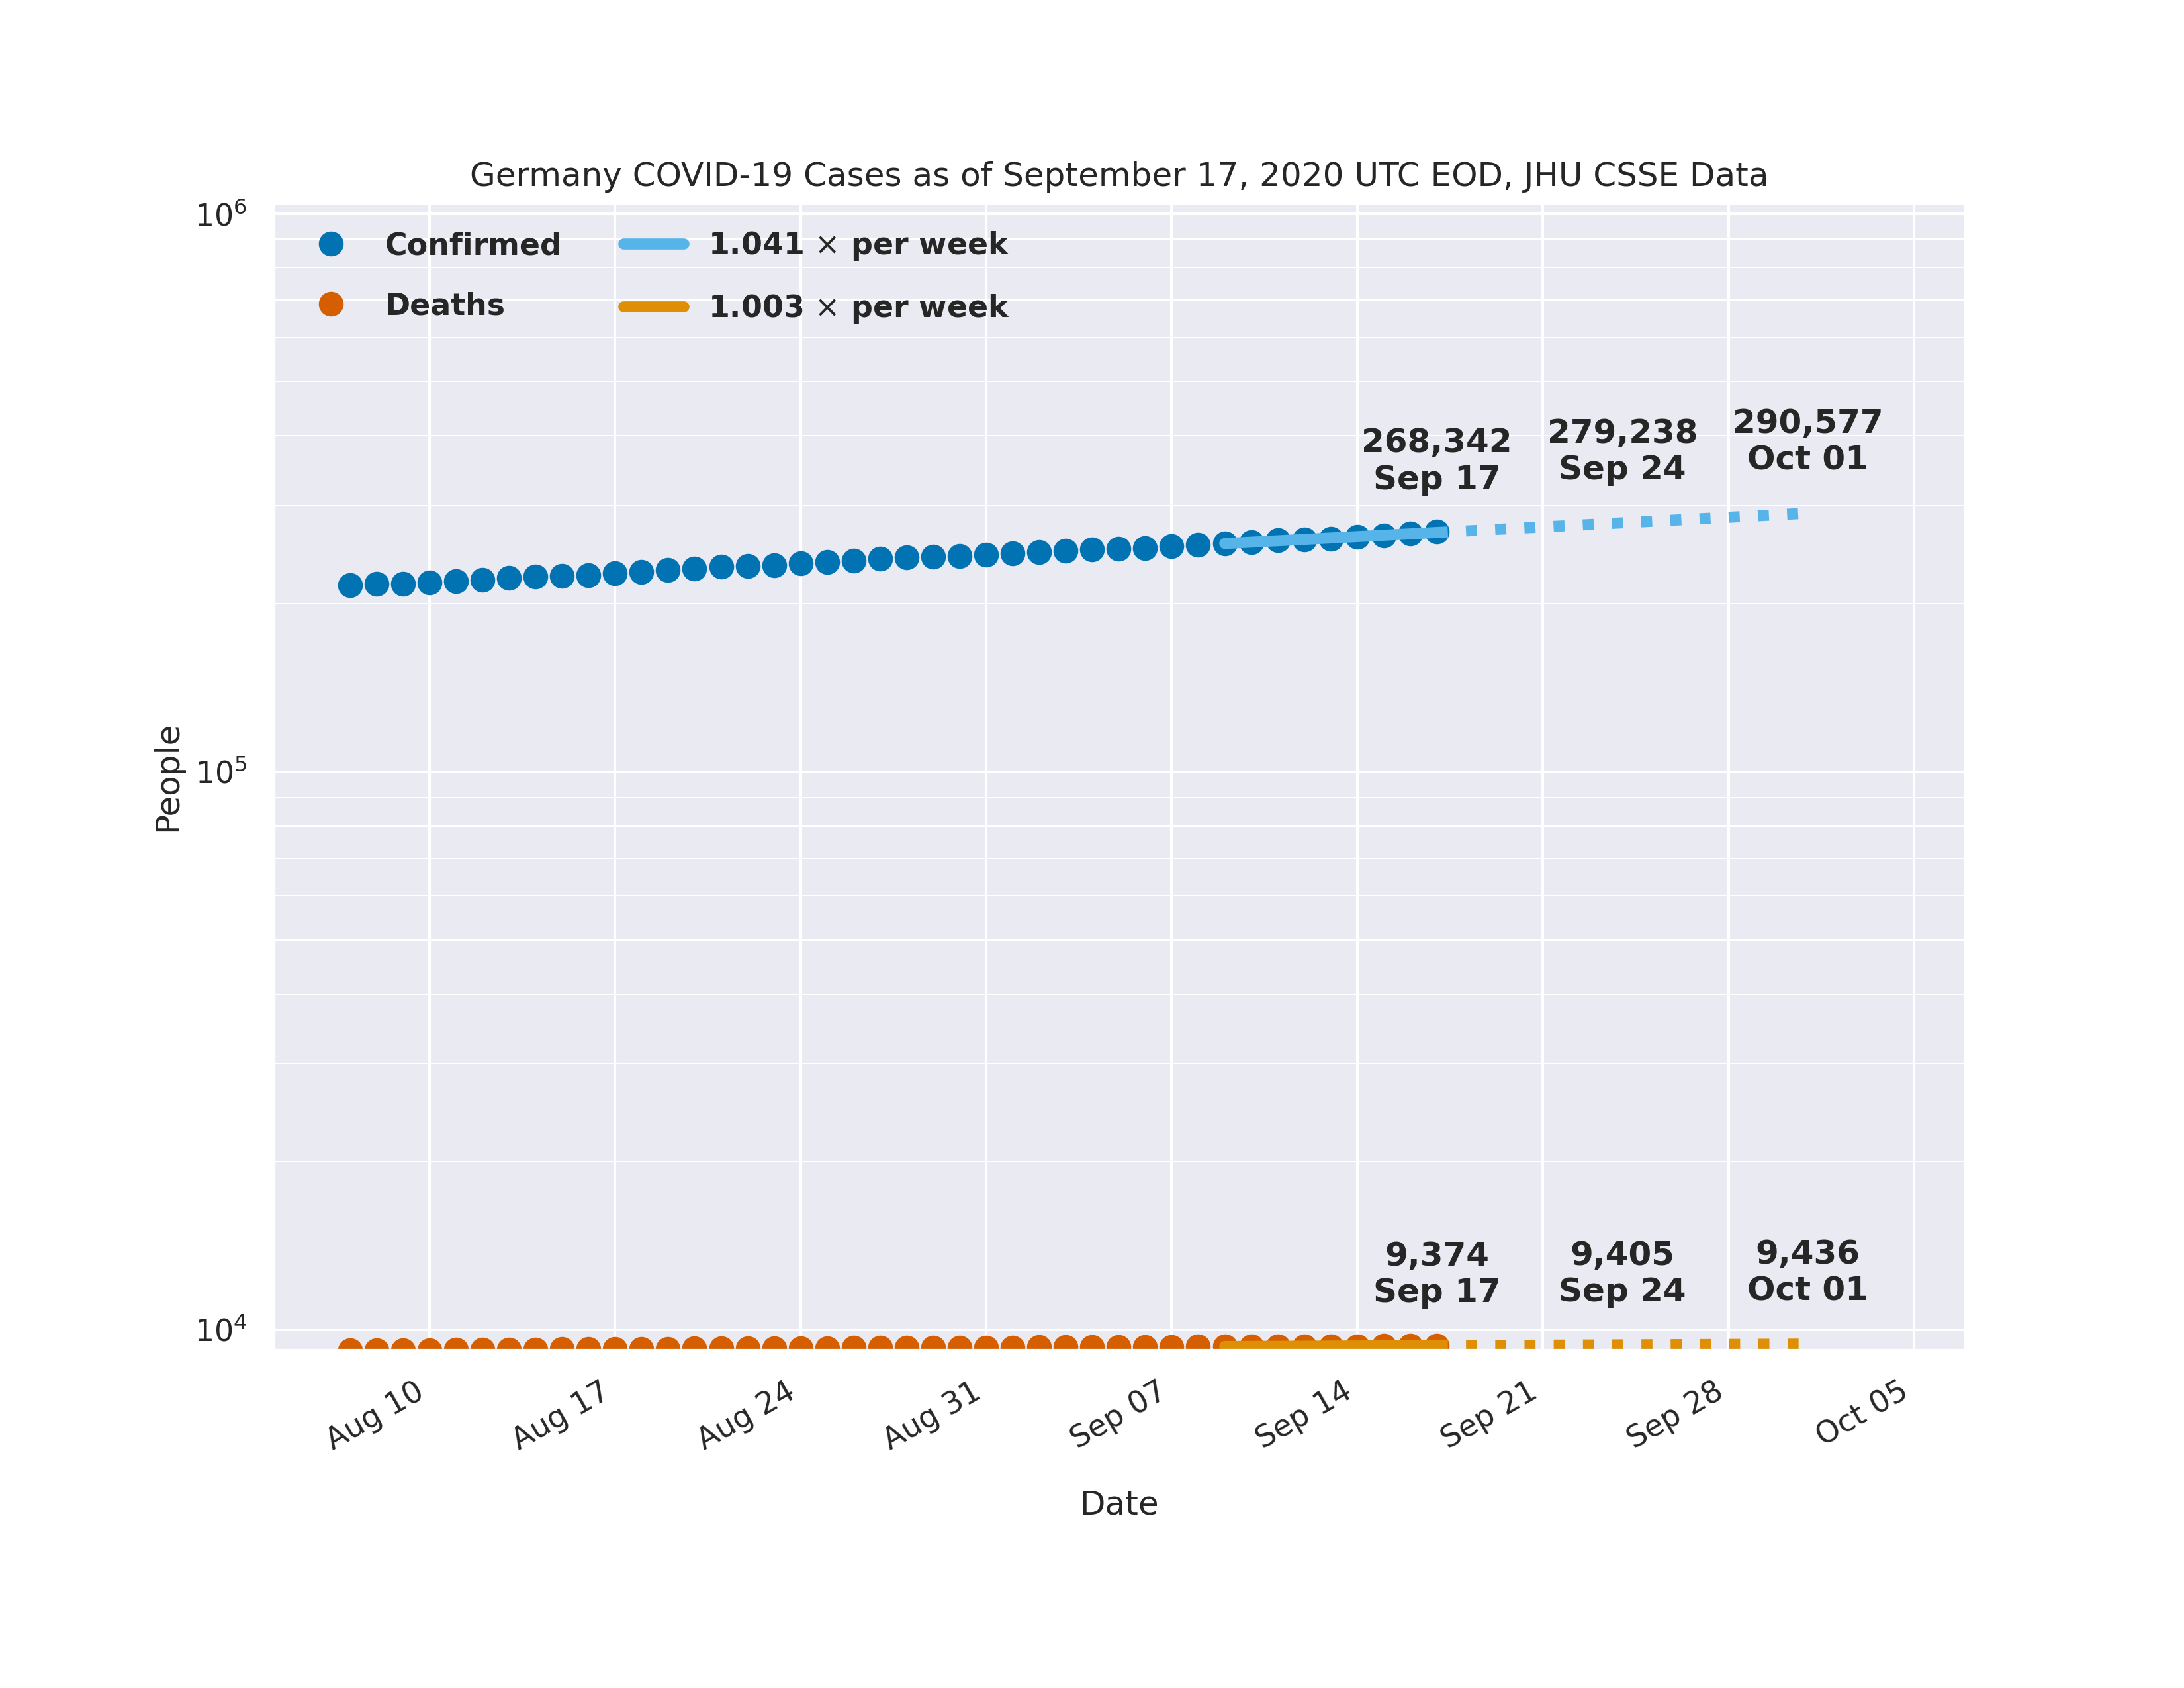 Germany COVID-19 Cases as of September 17, 2020 UTC EOD, JHU CSSE Data
10⁶
Confirmed
1.041 × per week
Deaths
1.003 × per week
268,342
Sep 17
279,238
Sep 24
290,577
Oct 01
People
10⁵
9,374
Sep 17
9,405
Sep 24
9,436
Oct 01
10⁴
Aug 10
Aug 17
Aug 24
Aug 31
Sep 07
Sep 14
Sep 21
Sep 28
Oct 05
Date